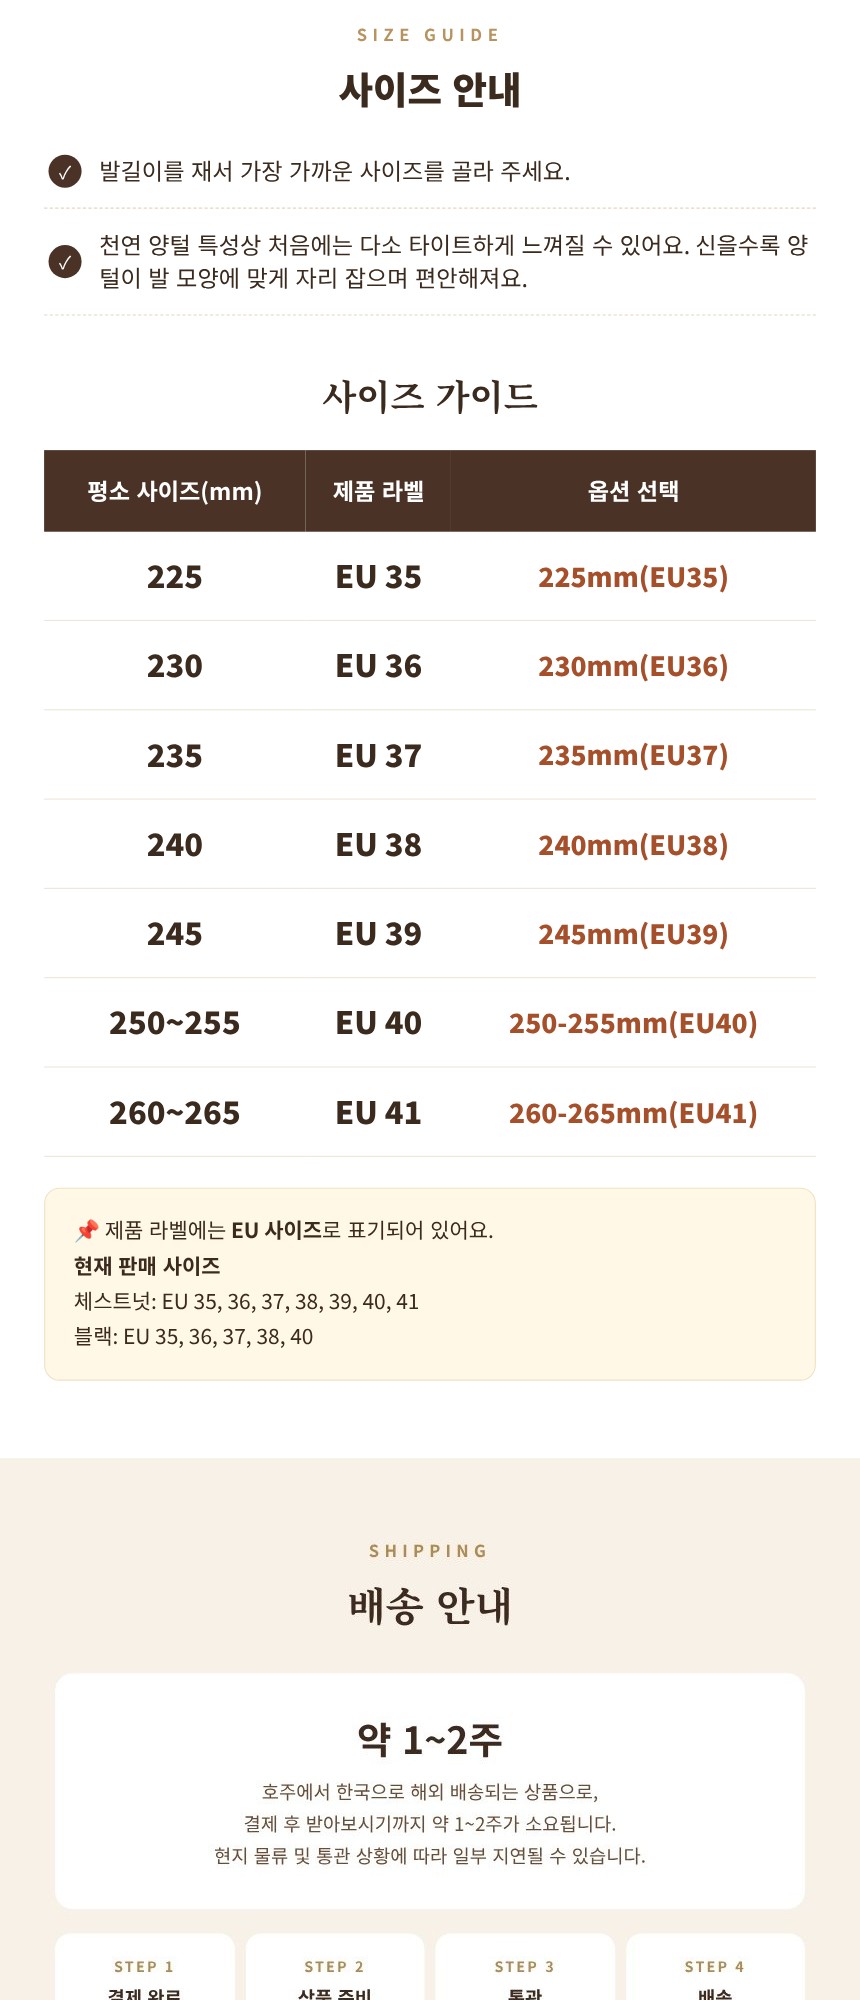 SIZE GUIDE
사이즈 안내
✓ 발길이를 재서 가장 가까운 사이즈를 골라 주세요.
✓ 천연 양털 특성상 처음에는 다소 타이트하게 느껴질 수 있어요. 신을수록 양
털이 발 모양에 맞게 자리 잡으며 편안해져요.
사이즈 가이드
평소 사이즈(mm) 제품 라벨 옵션 선택
225 EU 35 225mm(EU35)
230 EU 36 230mm(EU36)
235 EU 37 235mm(EU37)
240 EU 38 240mm(EU38)
245 EU 39 245mm(EU39)
250~255 EU 40 250-255mm(EU40)
260~265 EU 41 260-265mm(EU41)
📌 제품 라벨에는 EU 사이즈로 표기되어 있어요.
현재 판매 사이즈
체스트넛: EU 35, 36, 37, 38, 39, 40, 41
블랙: EU 35, 36, 37, 38, 40
SHIPPING
배송 안내
약 1~2주
호주에서 한국으로 해외 배송되는 상품으로,
결제 후 받아보시기까지 약 1~2주가 소요됩니다.
현지 물류 및 통관 상황에 따라 일부 지연될 수 있습니다.
STEP 1 STEP 2 STEP 3 STEP 4
결제 완료 상품 준비 통관 배송